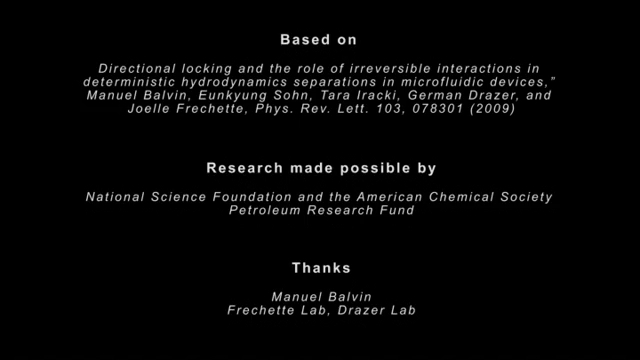 Based on
Directional locking and the role of irreversible interactions in
deterministic hydrodynamics separations in microfluidic devices,”
Manuel Balvin, Eunkyung Sohn, Tara Iracki, German Drazer, and
Joelle Frechette, Phys. Rev. Lett. 103, 078301 (2009)
Research made possible by
National Science Foundation and the American Chemical Society
Petroleum Research Fund
Thanks
Manuel Balvin
Frechette Lab, Drazer Lab